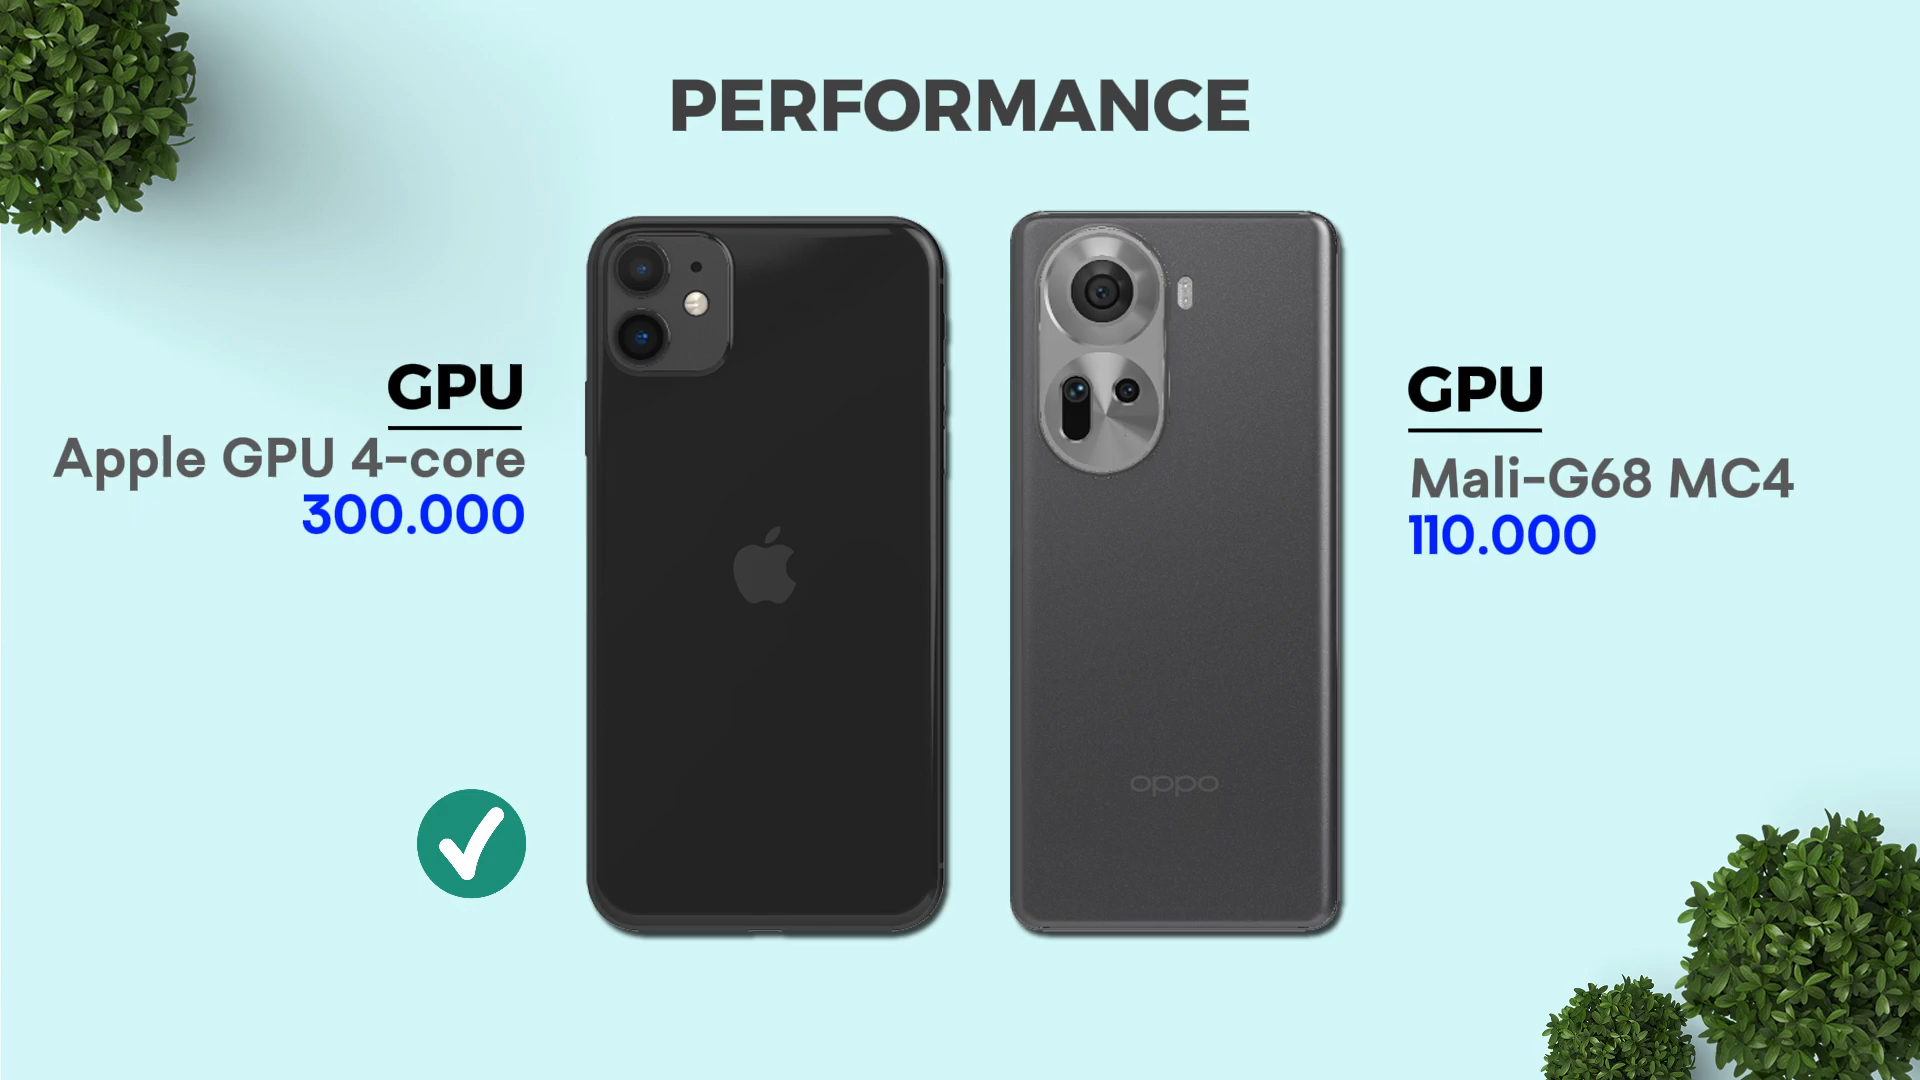 PERFORMANCE
GPU
Apple GPU 4-core
300.000
GPU
Mali-G68 MC4
110.000
oppo